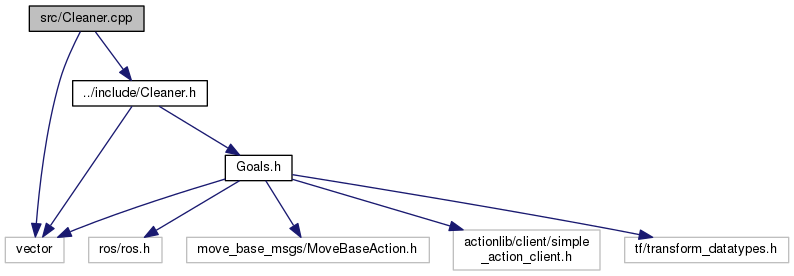 src/Cleaner.cpp
../include/Cleaner.h
Goals.h
vector
ros/ros.h
move_base_msgs/MoveBaseAction.h
actionlib/client/simple
_action_client.h
tf/transform_datatypes.h